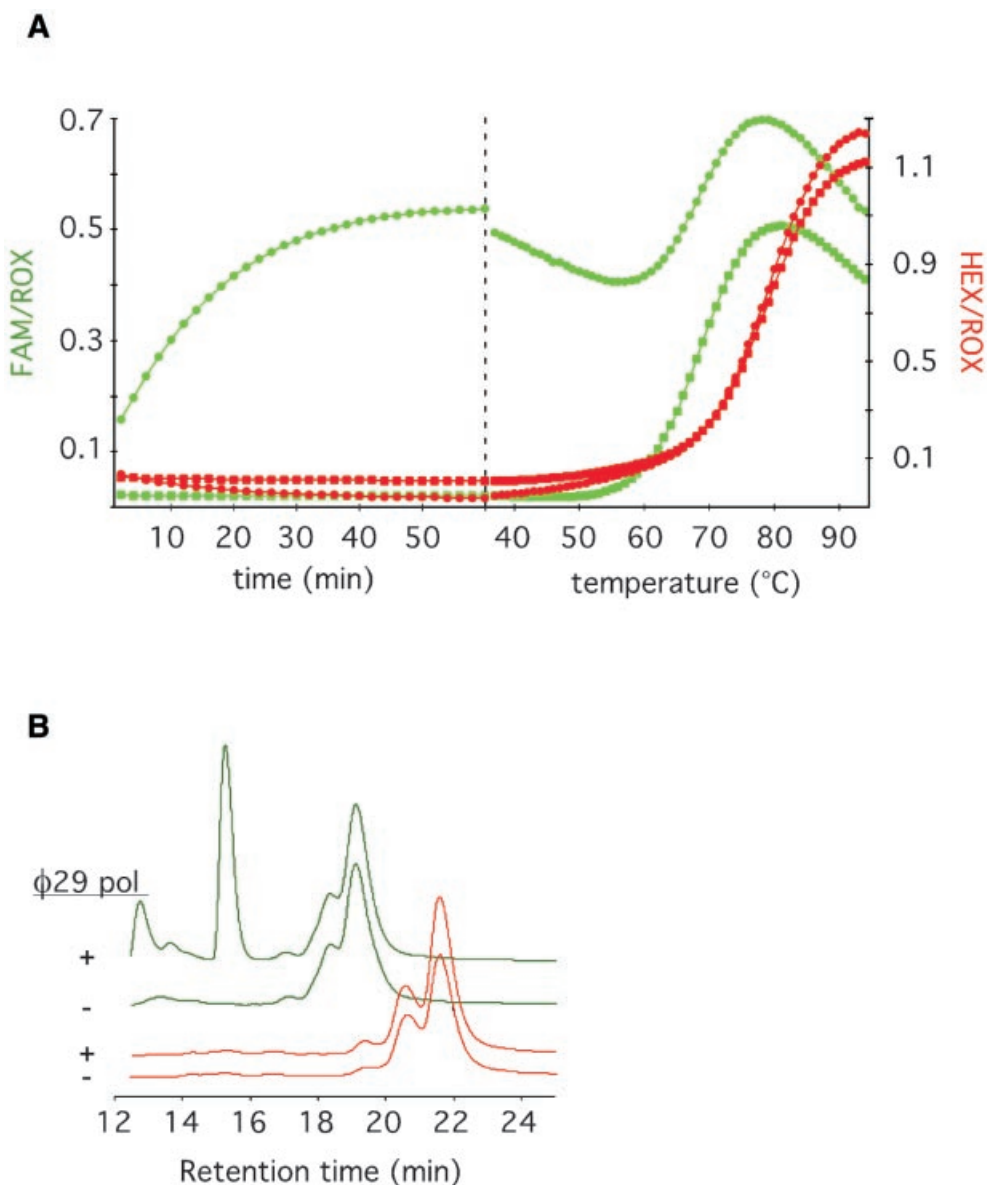 A
0.7
0.5
0.3
0.1
FAM/ROX
1.1
0.9
0.5
0.1
HEX/ROX
10 20 30 40 50 40 50 60 70 80 90
time (min) temperature (°C)
B
ϕ29 pol
+
-
+
-
12 14 16 18 20 22 24
Retention time (min)